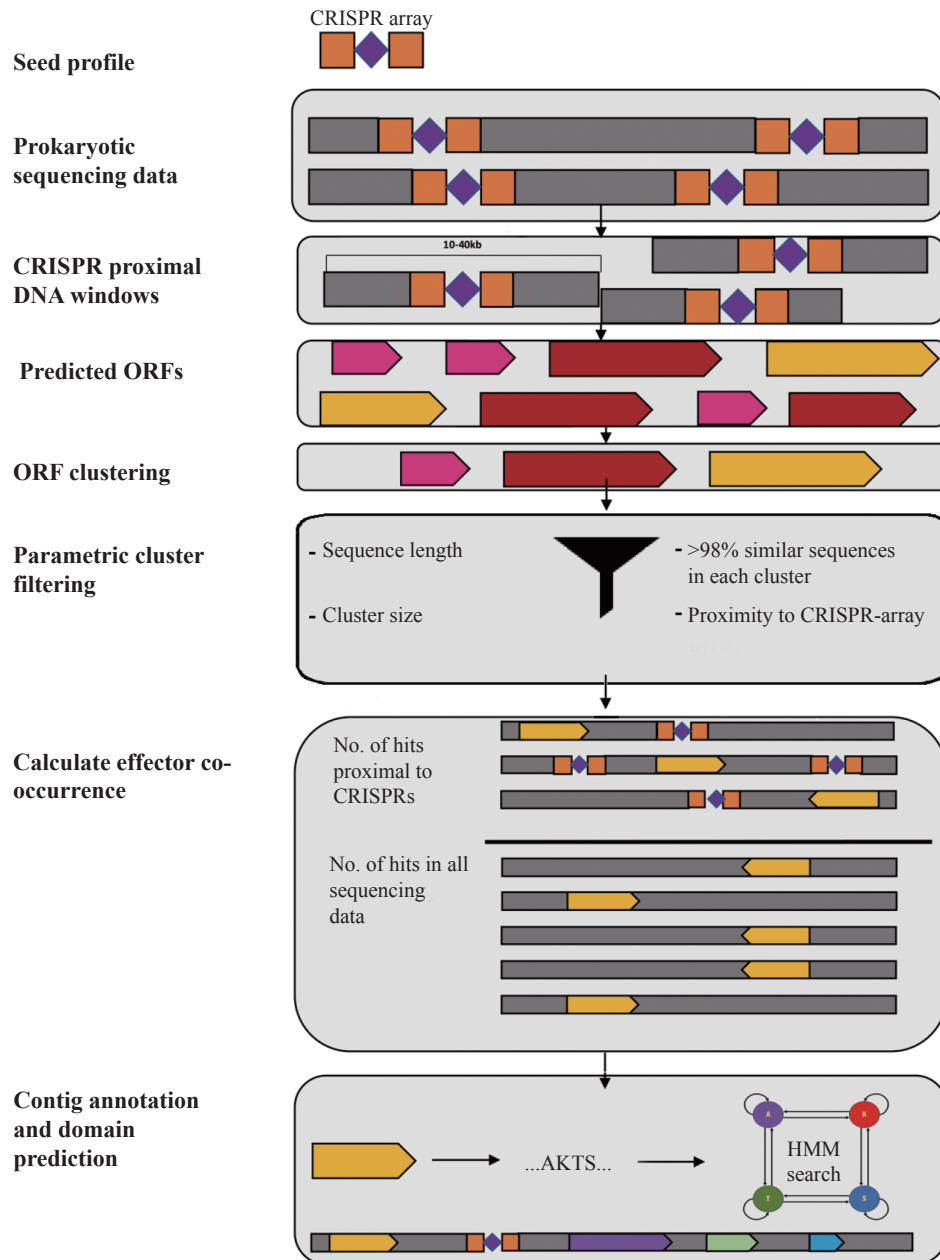 CRISPR array
Seed profile
Prokaryotic
sequencing data
10-40kb
CRISPR proximal
DNA windows
Predicted ORFs
ORF clustering
Parametric cluster
filtering
- Sequence length
- Cluster size
- >98% similar sequences
in each cluster
- Proximity to CRISPR-array
Calculate effector co-
occurrence
No. of hits
proximal to
CRISPRs
No. of hits in all
sequencing
data
Contig annotation
and domain
prediction
...AKTS...
A
K
HMM
search
T
S